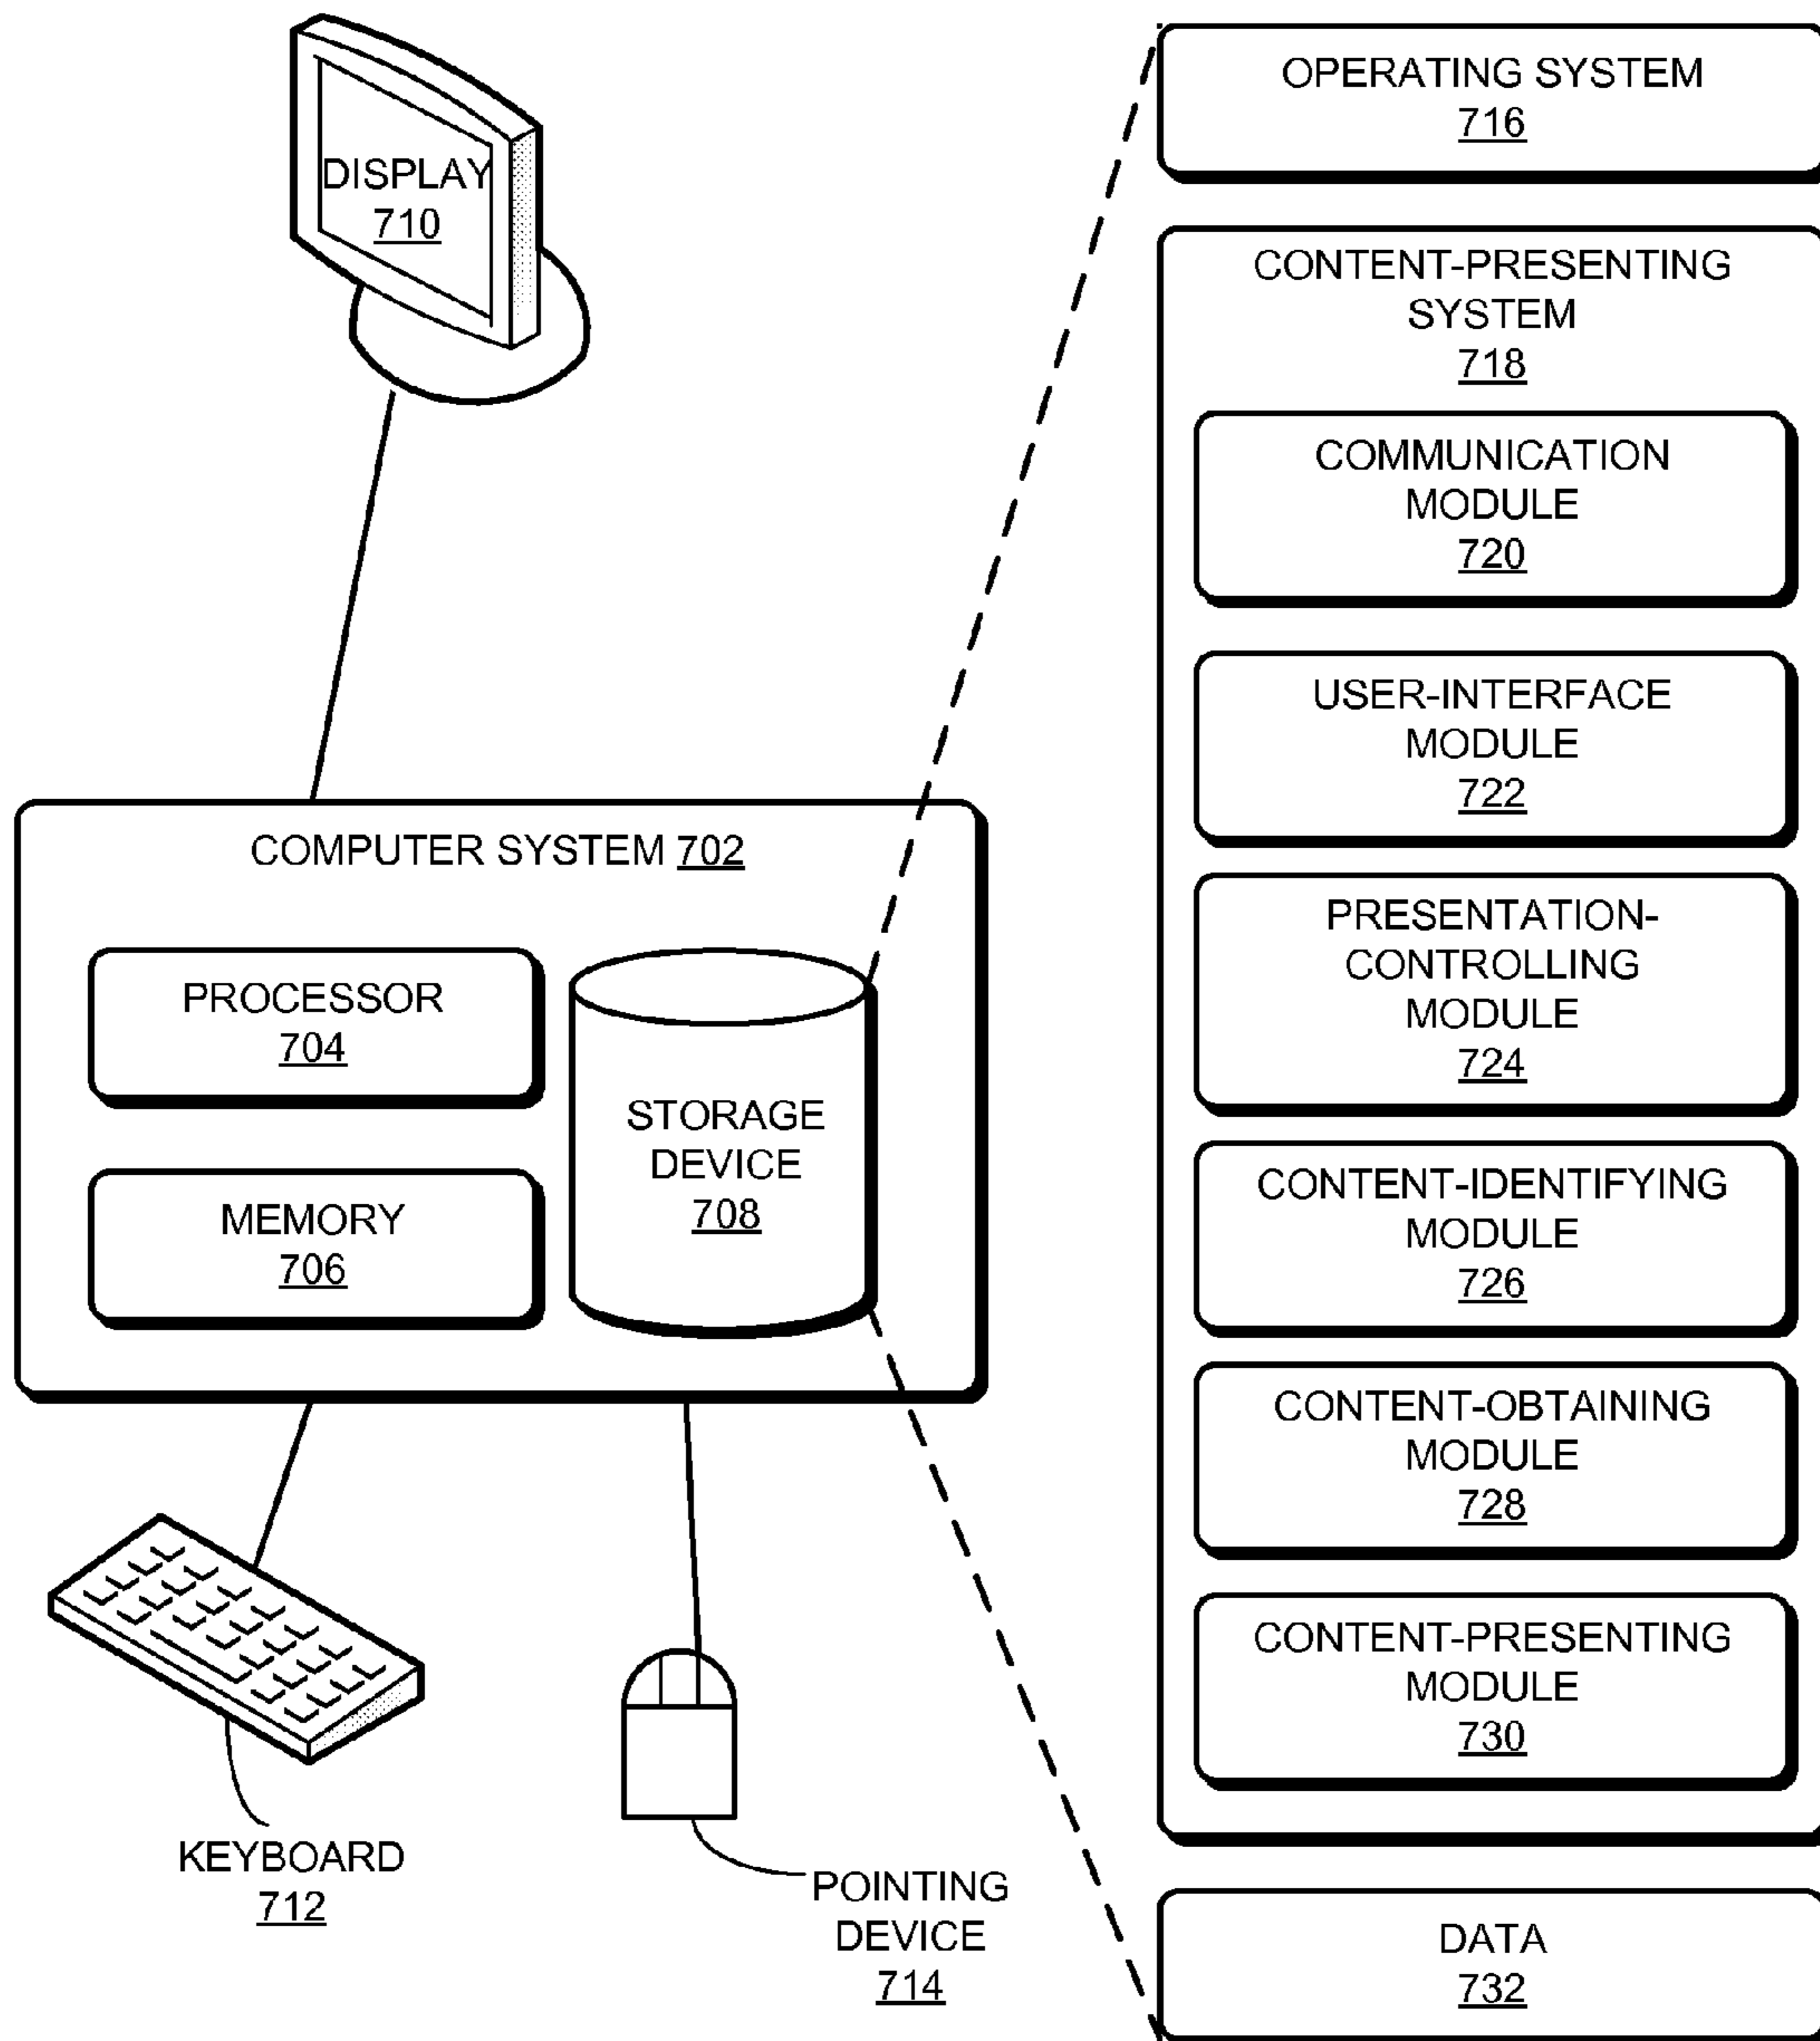 DISPLAY
710
COMPUTER SYSTEM 702
PROCESSOR
704
MEMORY
706
STORAGE
DEVICE
708
KEYBOARD
712
POINTING
DEVICE
714
OPERATING SYSTEM
716
CONTENT-PRESENTING
SYSTEM
718
COMMUNICATION
MODULE
720
USER-INTERFACE
MODULE
722
PRESENTATION-
CONTROLLING
MODULE
724
CONTENT-IDENTIFYING
MODULE
726
CONTENT-OBTAINING
MODULE
728
CONTENT-PRESENTING
MODULE
730
DATA
732